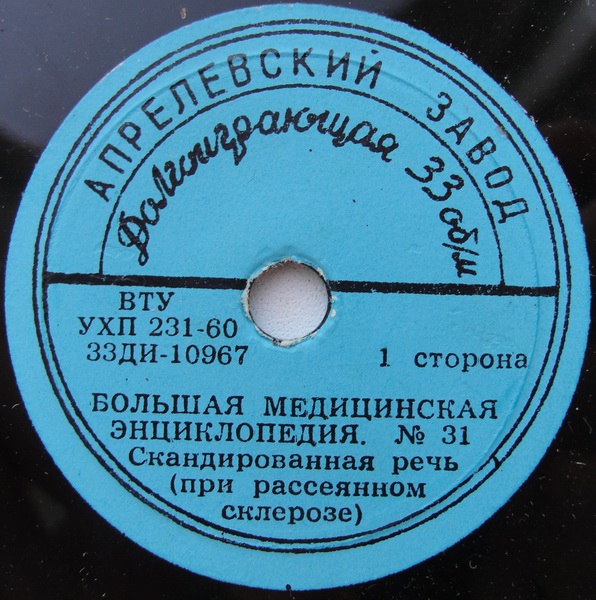 АПРЕЛЕВСКИЙ ЗАВОД
Долгоиграющая 33 об/м
ВТУ
УХП 231-60
33ДИ-10967
1 сторона
БОЛЬШАЯ МЕДИЦИНСКАЯ
ЭНЦИКЛОПЕДИЯ. № 31
Скандированная речь
(при рассеянном
склерозе)